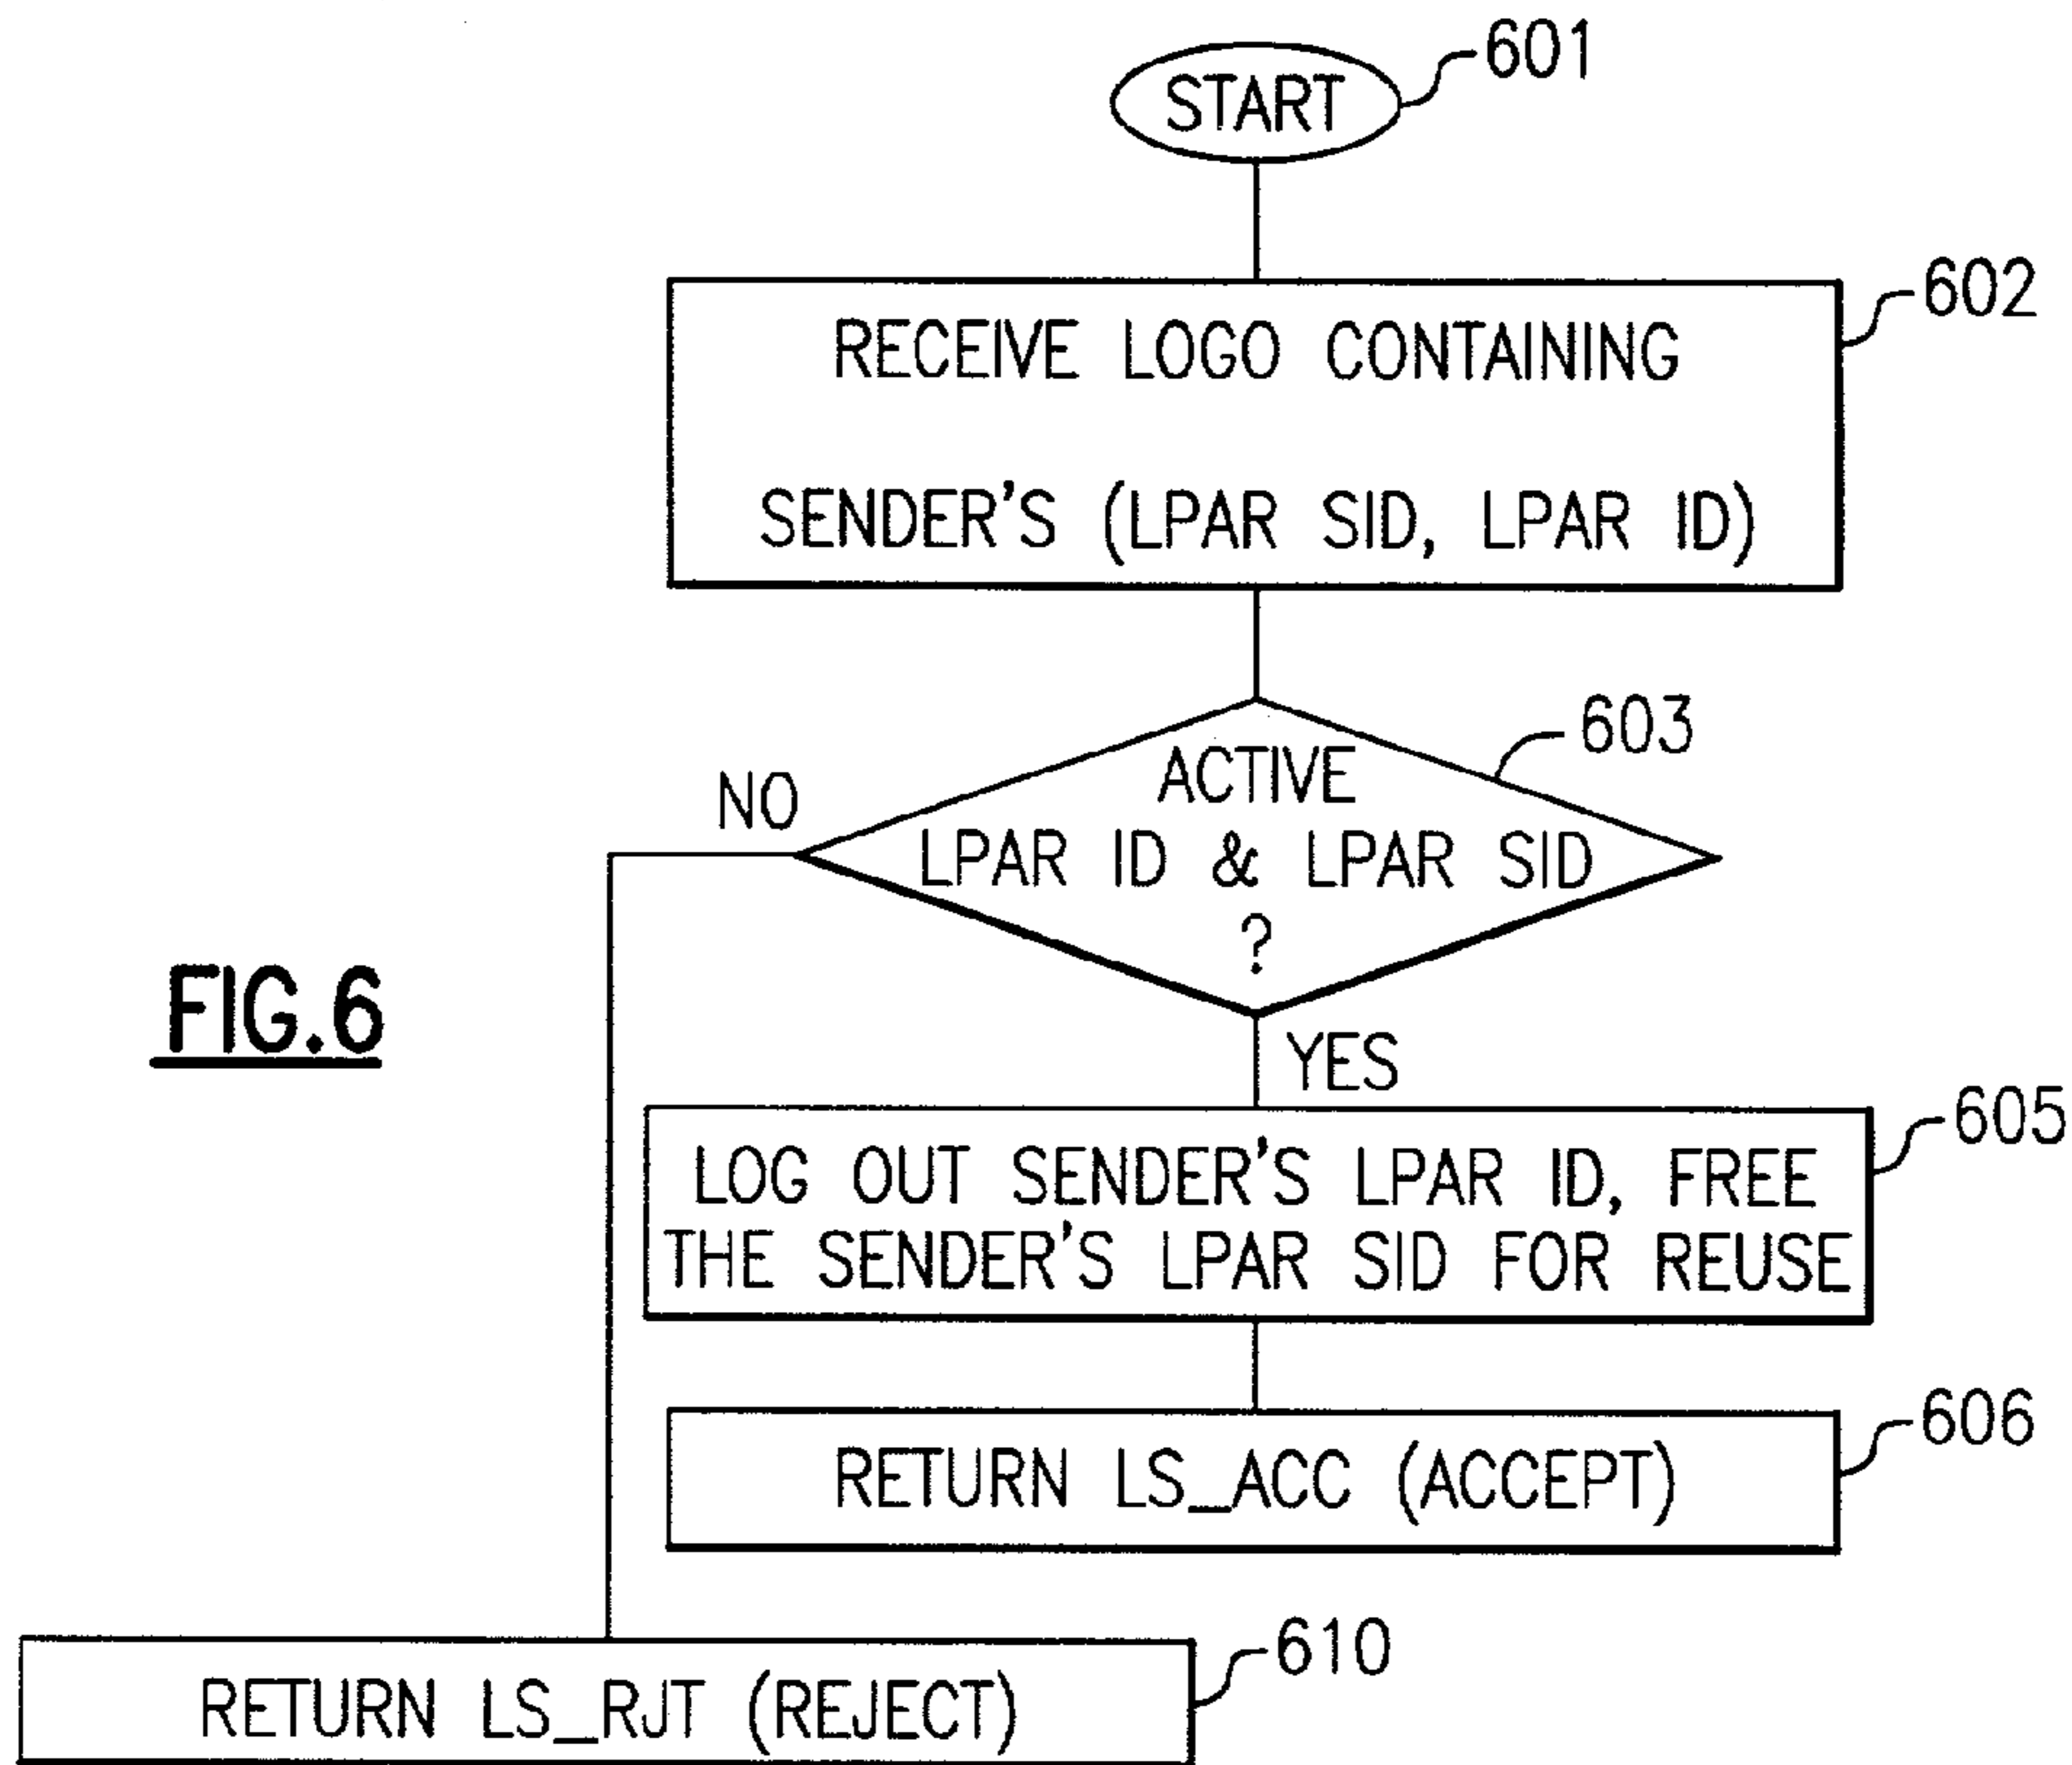 START
601
RECEIVE LOGO CONTAINING
SENDER'S (LPAR SID, LPAR ID)
602
ACTIVE
LPAR ID & LPAR SID
?
603
NO
YES
FIG.6
LOG OUT SENDER'S LPAR ID, FREE
THE SENDER'S LPAR SID FOR REUSE
605
RETURN LS_ACC (ACCEPT)
606
RETURN LS_RJT (REJECT)
610